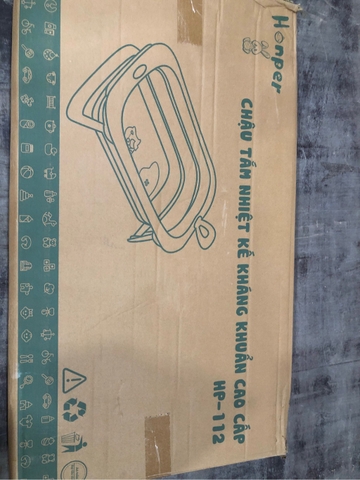 Honper
CHẬU TẮM NHIỆT KẾ KHÁNG KHUẨN CAO CẤP
HP-112